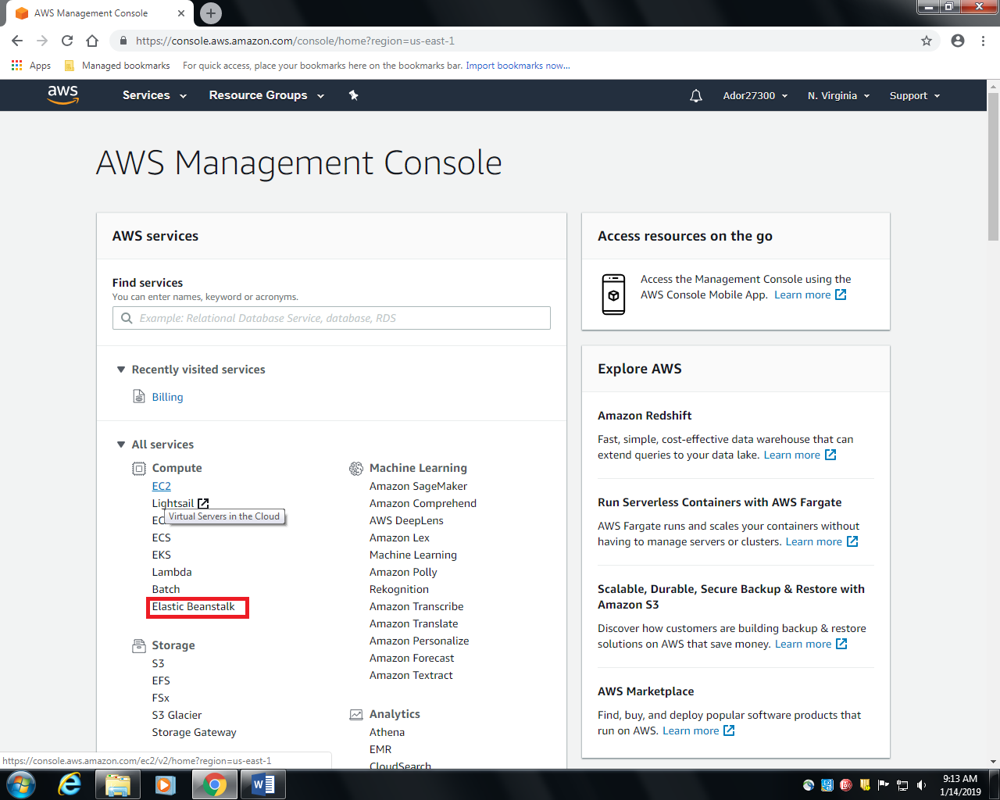 AWS Management Console
https://console.aws.amazon.com/console/home?region=us-east-1
Apps Managed bookmarks For quick access, place your bookmarks here on the bookmarks bar. Import bookmarks now...
aws Services Resource Groups Ador27300 N. Virginia Support
AWS Management Console
AWS services
Find services
You can enter names, keyword or acronyms.
Example: Relational Database Service, database, RDS
Recently visited services
Billing
All services
Compute
EC2
Lightsail
Virtual Servers in the Cloud
ECS
EKS
Lambda
Batch
Elastic Beanstalk
Storage
S3
EFS
FSx
S3 Glacier
Storage Gateway
Machine Learning
Amazon SageMaker
Amazon Comprehend
AWS DeepLens
Amazon Lex
Machine Learning
Amazon Polly
Rekognition
Amazon Transcribe
Amazon Translate
Amazon Personalize
Amazon Forecast
Amazon Textract
Analytics
Athena
EMR
CloudSearch
Access resources on the go
Access the Management Console using the
AWS Console Mobile App. Learn more
Explore AWS
Amazon Redshift
Fast, simple, cost-effective data warehouse that can
extend queries to your data lake. Learn more
Run Serverless Containers with AWS Fargate
AWS Fargate runs and scales your containers without
having to manage servers or clusters. Learn more
Scalable, Durable, Secure Backup & Restore with
Amazon S3
Discover how customers are building backup & restore
solutions on AWS that save money. Learn more
AWS Marketplace
Find, buy, and deploy popular software products that
run on AWS. Learn more
https://console.aws.amazon.com/ec2/v2/home?region=us-east-1
9:13 AM
1/14/2019